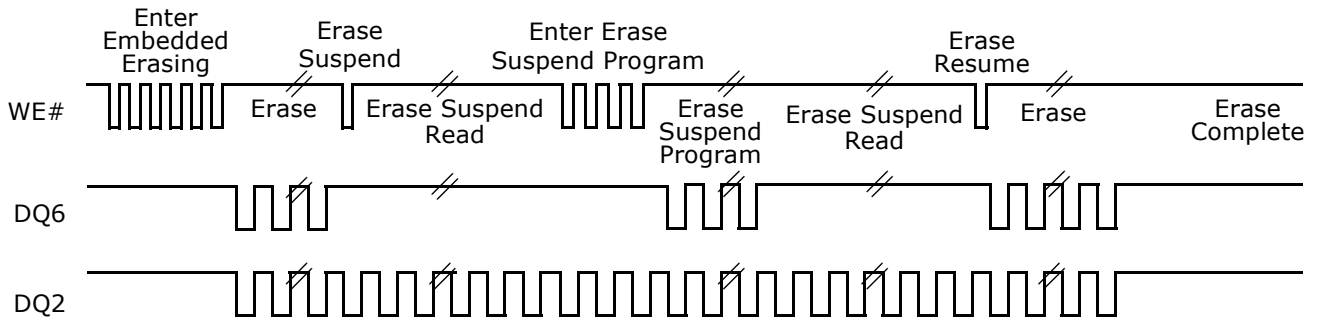 Enter
Embedded
Erasing
Erase
Suspend
Enter Erase
Suspend Program
Erase
Resume
WE#
Erase
Erase Suspend
Read
Erase
Suspend
Program
Erase Suspend
Read
Erase
Erase
Complete
DQ6
DQ2